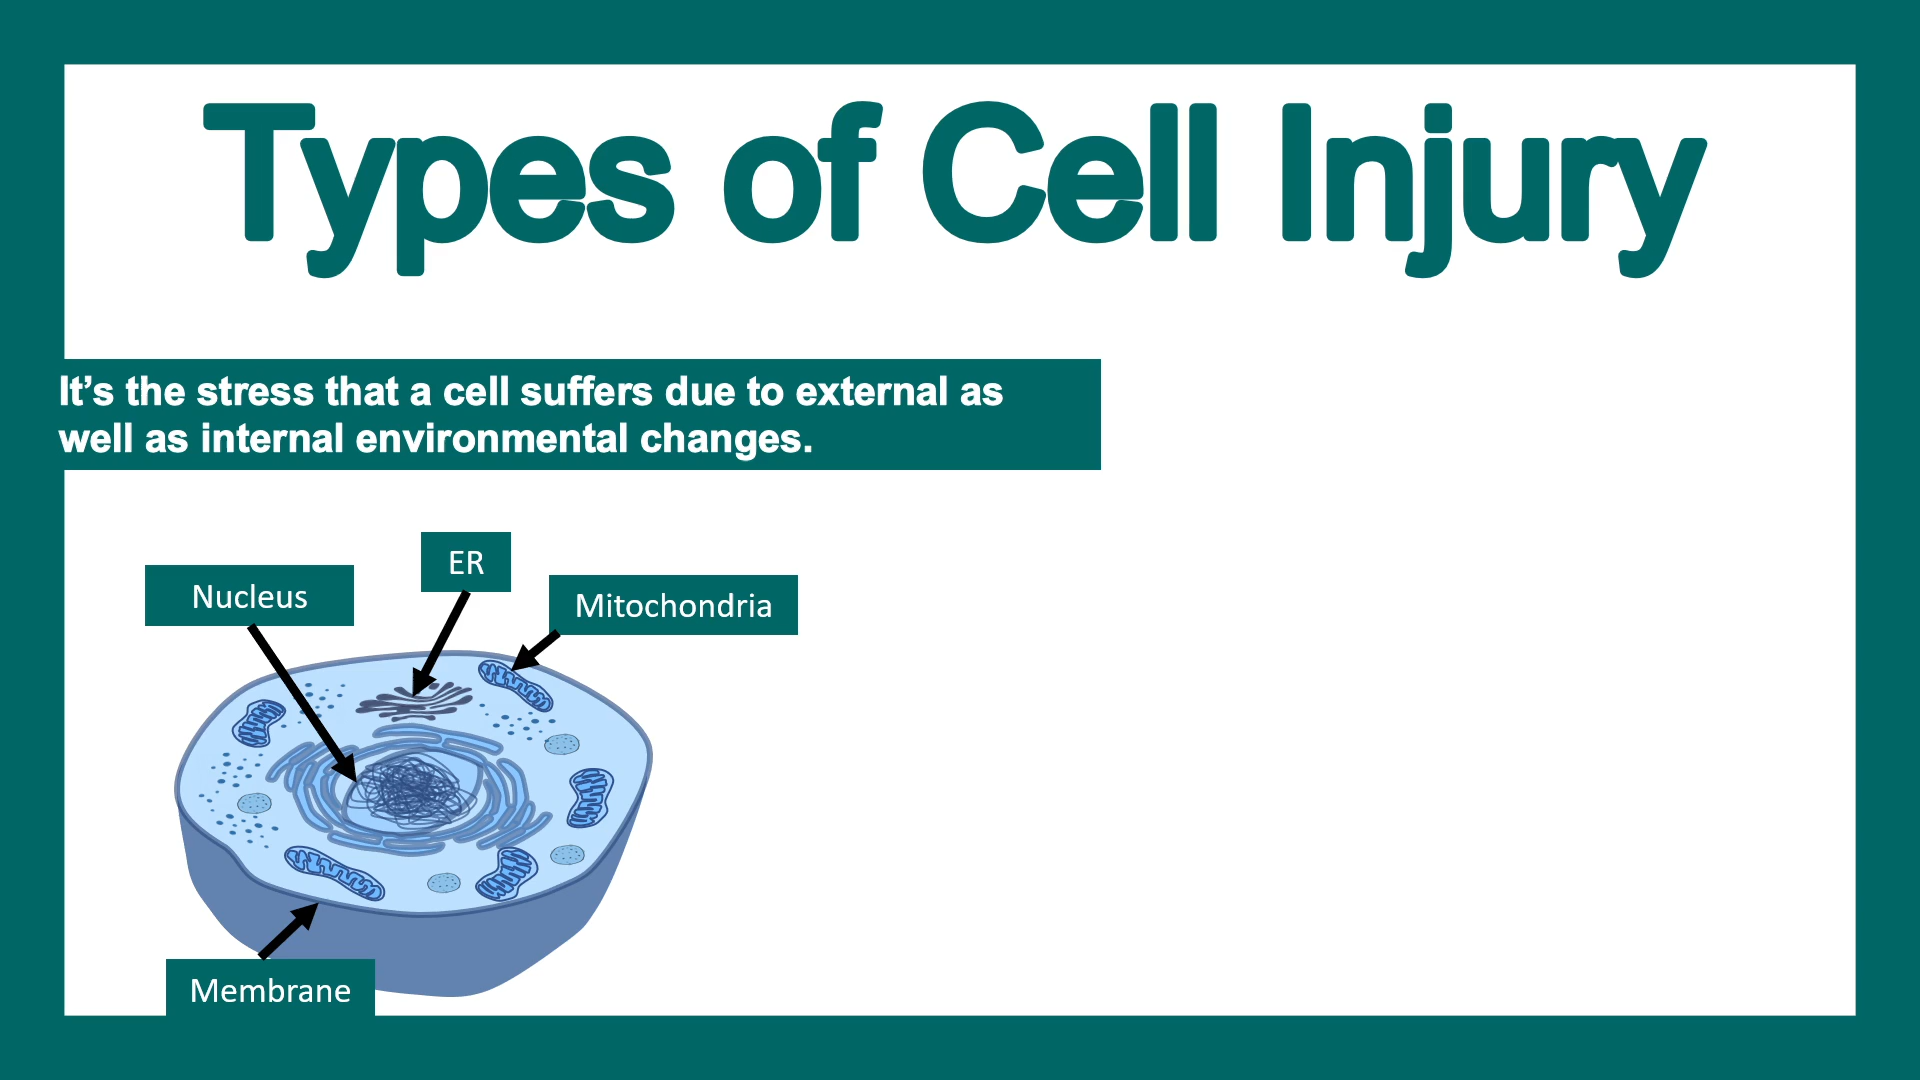 Types of Cell Injury
It’s the stress that a cell suffers due to external as
well as internal environmental changes.
ER
Nucleus
Mitochondria
Membrane